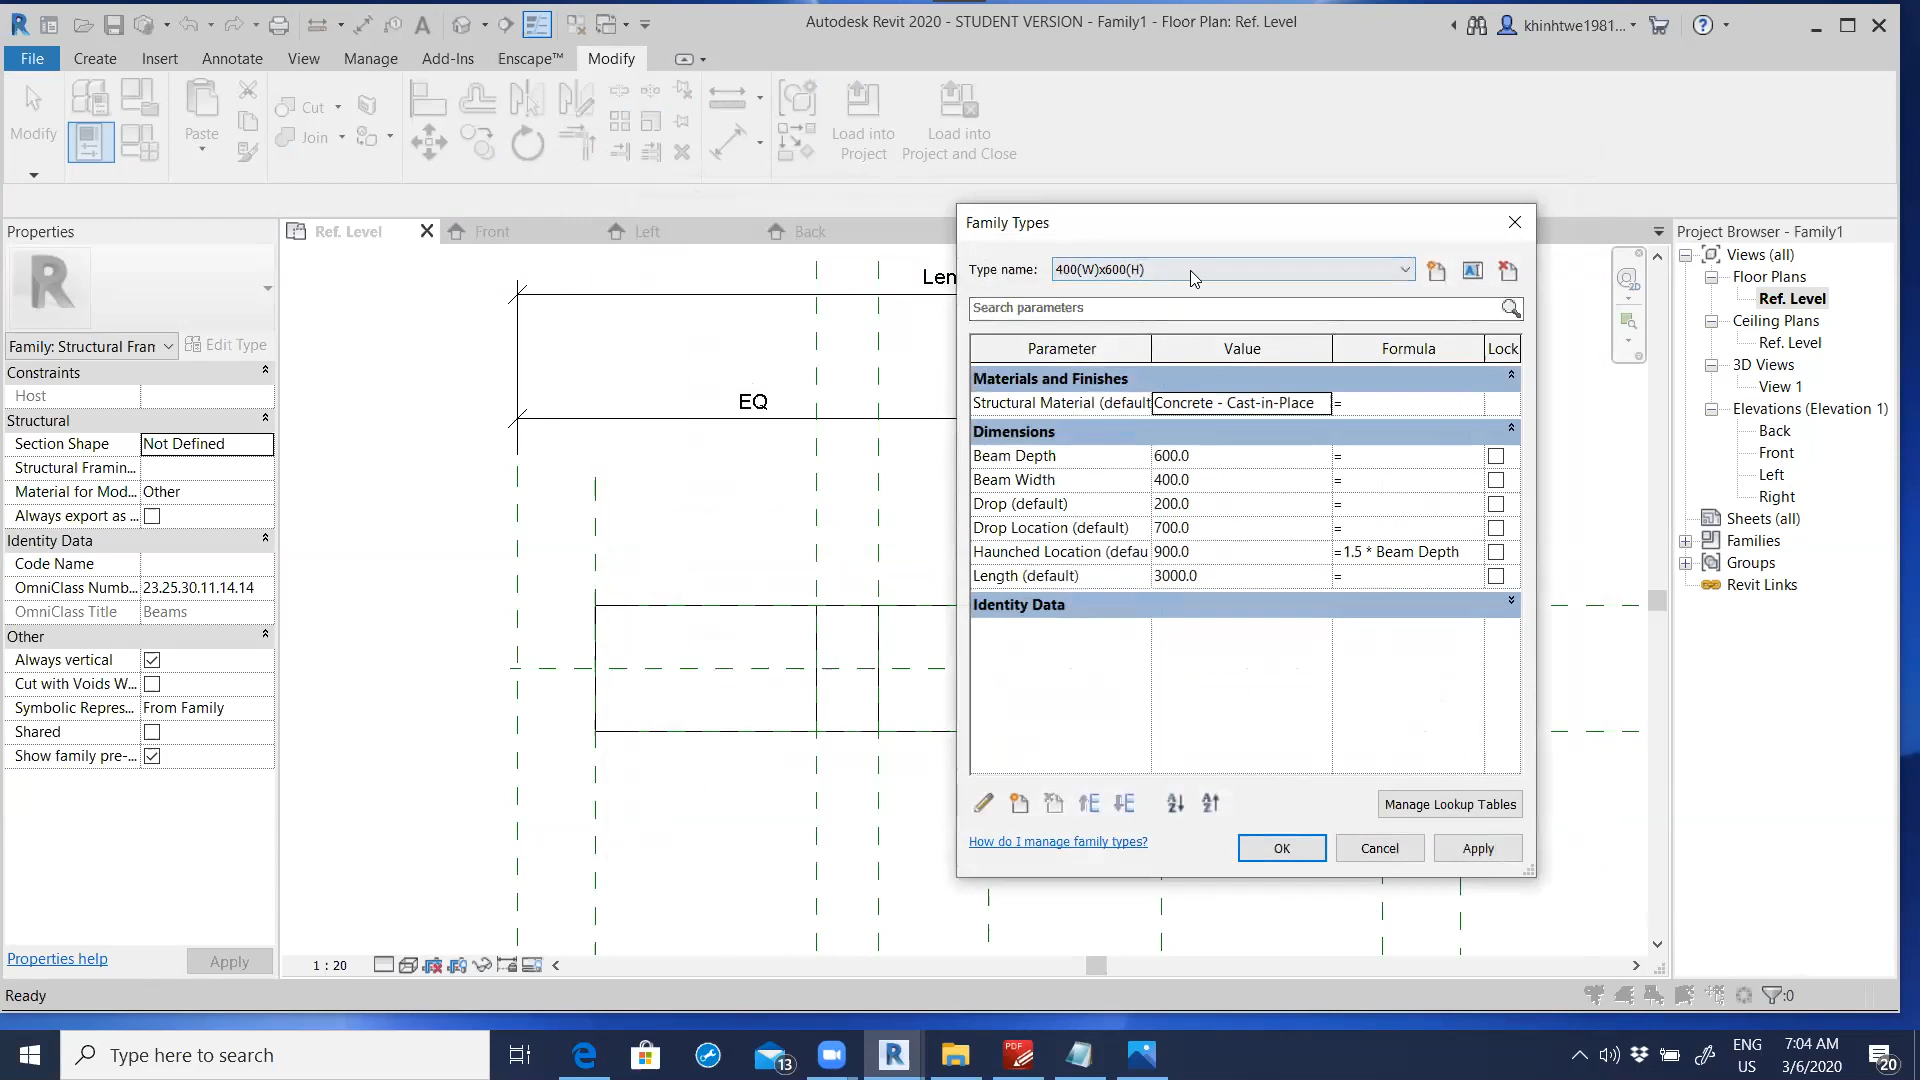 Autodesk Revit 2020 - STUDENT VERSION - Family1 - Floor Plan: Ref. Level
khinhtwe1981...
File Create Insert Annotate View Manage Add-Ins Enscape™ Modify
Modify
Paste
Cut
Join
Load into
Project
Load into
Project and Close
Properties
Family: Structural Fran
Edit Type
Constraints
Host
Structural
Section Shape Not Defined
Structural Framin...
Material for Mod... Other
Always export as ...
Identity Data
Code Name
OmniClass Numb... 23.25.30.11.14.14
OmniClass Title Beams
Other
Always vertical
Cut with Voids W...
Symbolic Repres... From Family
Shared
Show family pre-...
Properties help
Apply
Ref. Level
Front
Left
Back
Len
EQ
1 : 20
Family Types
Type name: 400(W)x600(H)
Search parameters
Parameter Value Formula Lock
Materials and Finishes
Structural Material (default Concrete - Cast-in-Place =
Dimensions
Beam Depth 600.0 =
Beam Width 400.0 =
Drop (default) 200.0 =
Drop Location (default) 700.0 =
Haunched Location (defau 900.0 =1.5 * Beam Depth
Length (default) 3000.0 =
Identity Data
Manage Lookup Tables
How do I manage family types?
OK Cancel Apply
Project Browser - Family1
Views (all)
Floor Plans
Ref. Level
Ceiling Plans
Ref. Level
3D Views
View 1
Elevations (Elevation 1)
Back
Front
Left
Right
Sheets (all)
Families
Groups
Revit Links
Ready
:0
Type here to search
13
PDF
ENG
US
7:04 AM
3/6/2020
20